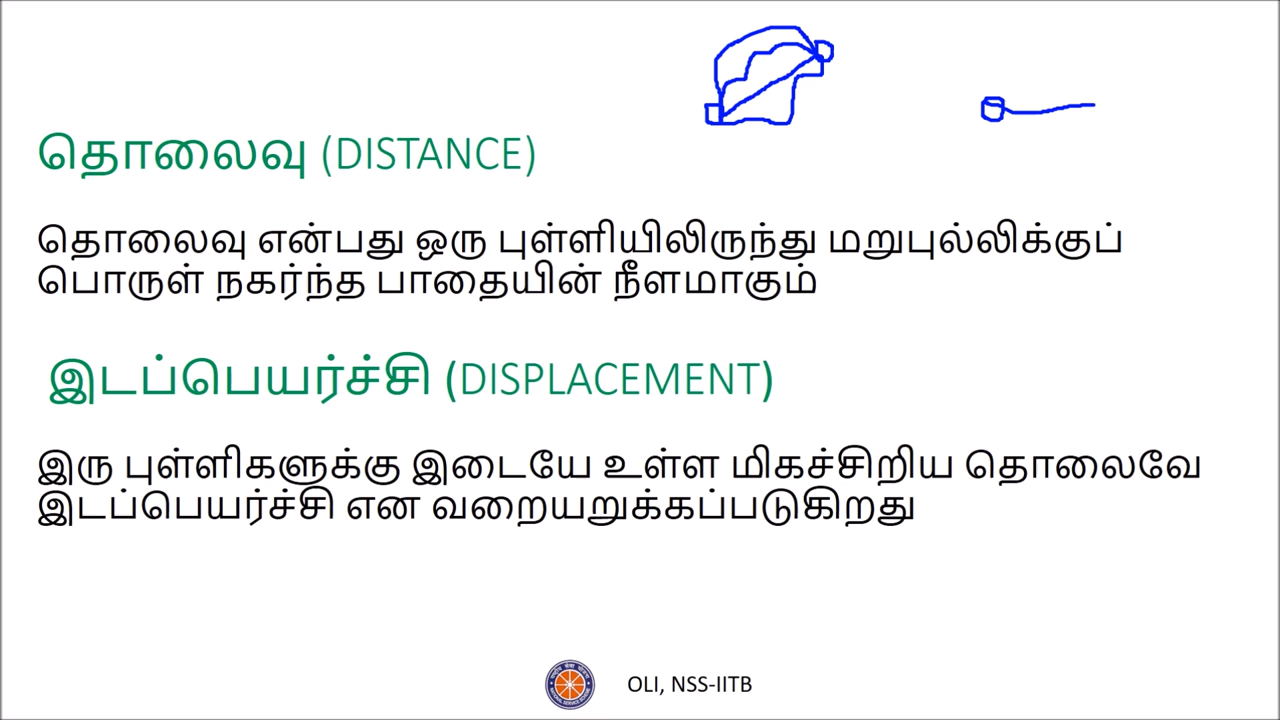 தொலைவு (DISTANCE)
தொலைவு என்பது ஒரு புள்ளியிலிருந்து மறுபுல்லிக்குப்
பொருள் நகர்ந்த பாதையின் நீளமாகும்
இடப்பெயர்ச்சி (DISPLACEMENT)
இரு புள்ளிகளுக்கு இடையே உள்ள மிகச்சிறிய தொலைவே
இடப்பெயர்ச்சி என வறையறுக்கப்படுகிறது
OLI, NSS-IITB